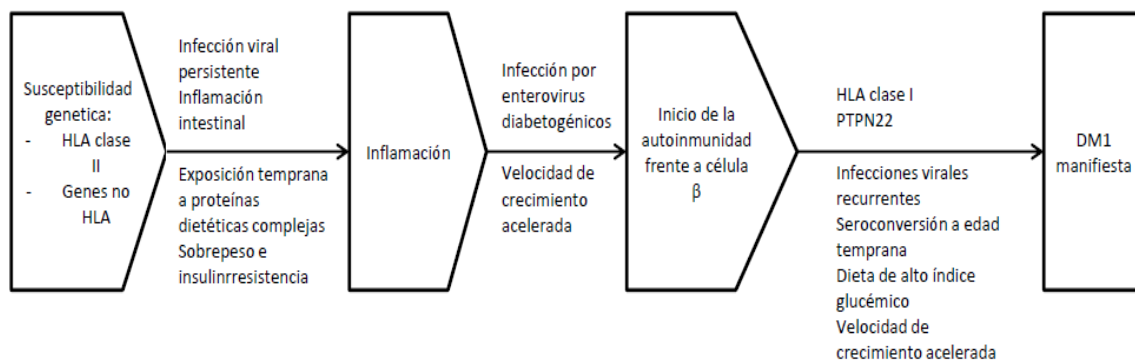 Susceptibilidad
genetica:
- HLA clase
II
- Genes no
HLA
Infección viral
persistente
Inflamación
intestinal
Exposición temprana
a proteínas
dietéticas complejas
Sobrepeso e
insulinrresistencia
Inflamación
Infección por
enterovirus
diabetogénicos
Velocidad de
crecimiento
acelerada
Inicio de la
autoinmunidad
frente a célula
β
HLA clase I
PTPN22
Infecciones virales
recurrentes
Seroconversión a edad
temprana
Dieta de alto índice
glucémico
Velocidad de
crecimiento acelerada
DM1
manifiesta